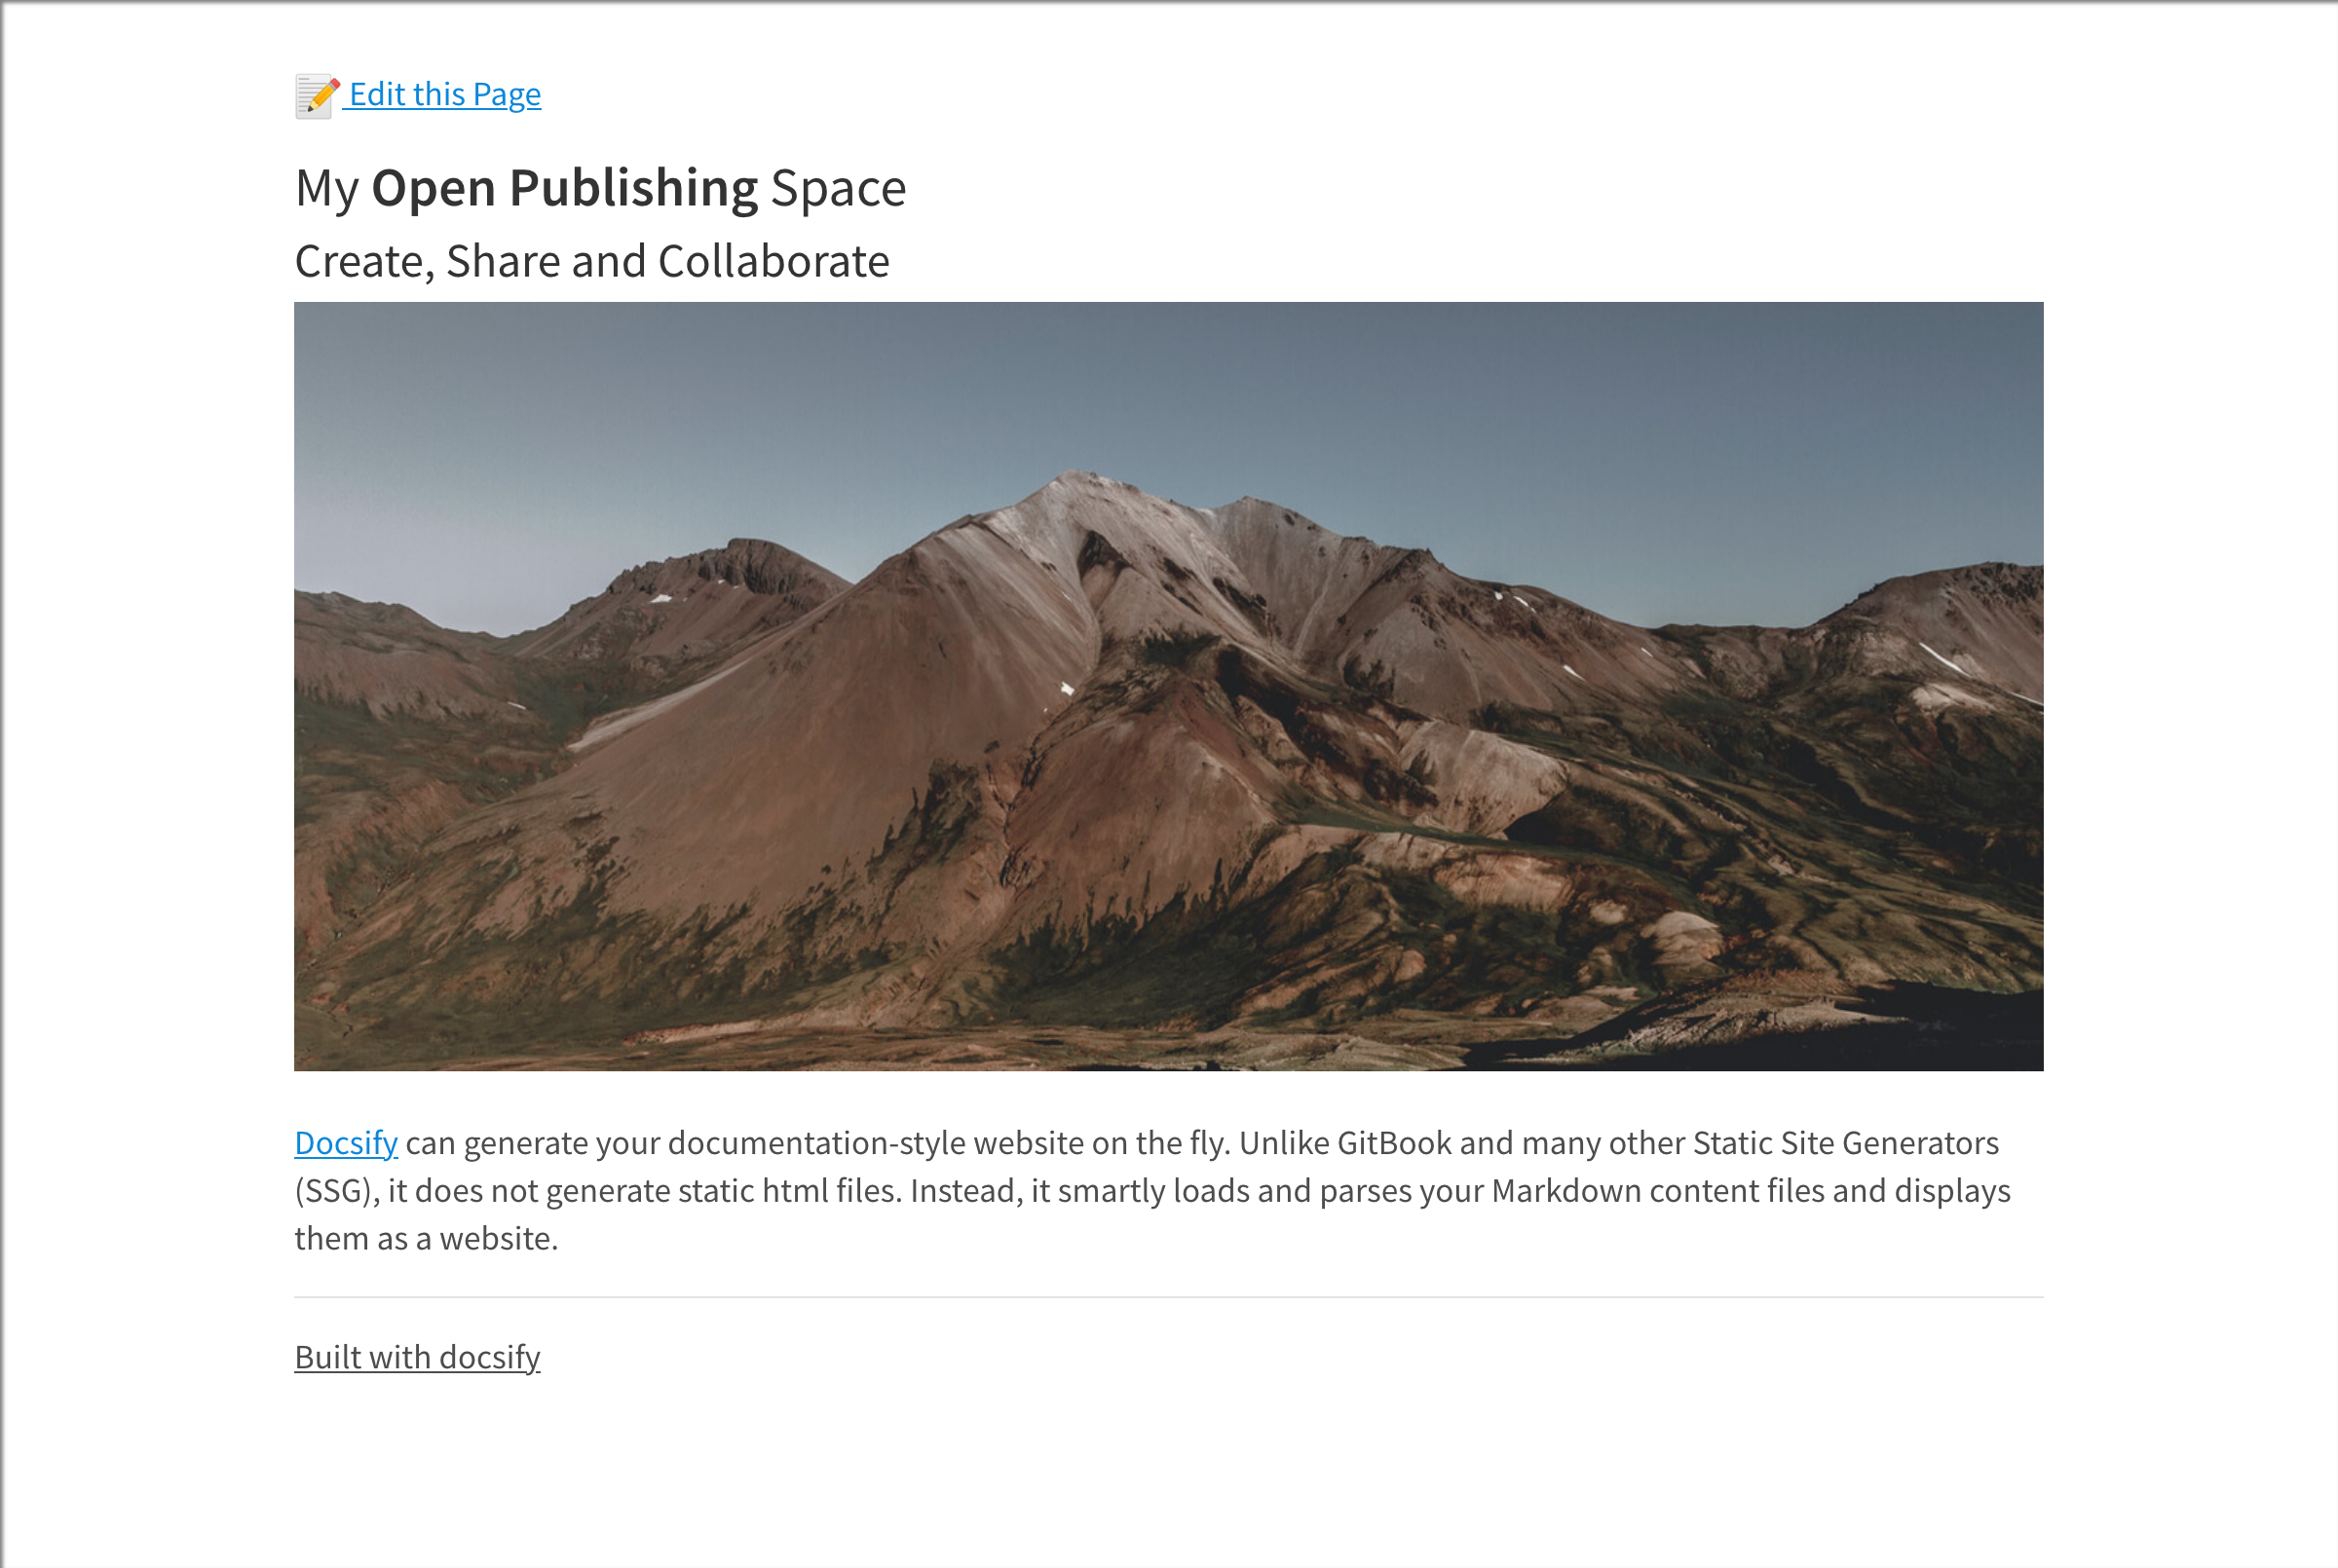 Edit this Page
My Open Publishing Space
Create, Share and Collaborate
Docsify can generate your documentation-style website on the fly. Unlike GitBook and many other Static Site Generators
(SSG), it does not generate static html files. Instead, it smartly loads and parses your Markdown content files and displays
them as a website.
Built with docsify